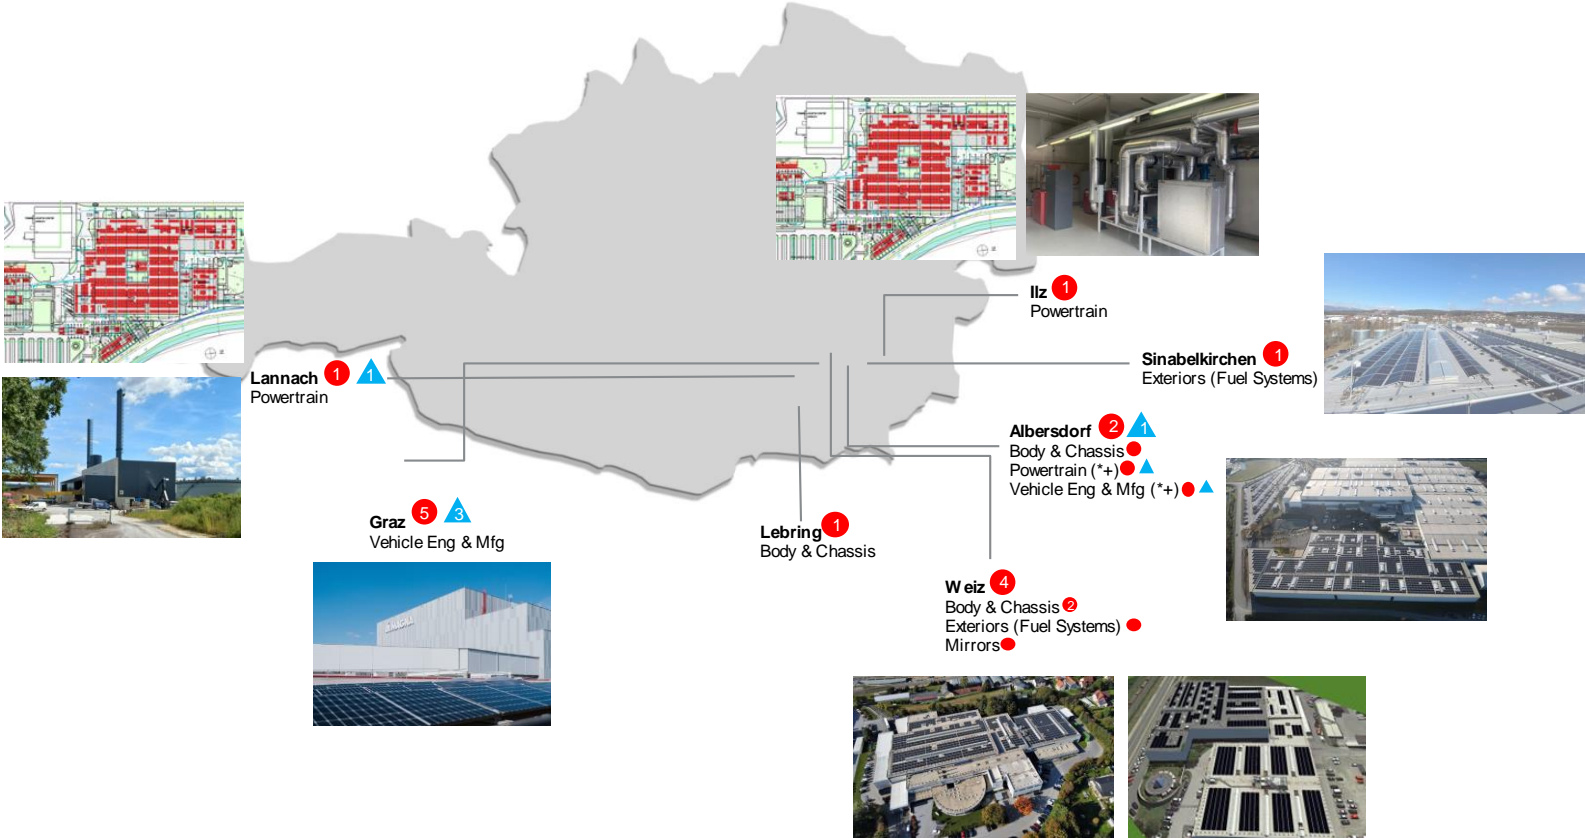 Ilz 1
Powertrain
Sinabelkirchen 1
Exteriors (Fuel Systems)
Lannach 1 1
Powertrain
Albersdorf 2 1
Body & Chassis
Powertrain (*+)
Vehicle Eng & Mfg (*+)
Graz 5 3
Vehicle Eng & Mfg
Lebring 1
Body & Chassis
Weiz 4
Body & Chassis 2
Exteriors (Fuel Systems)
Mirrors
MAGNA